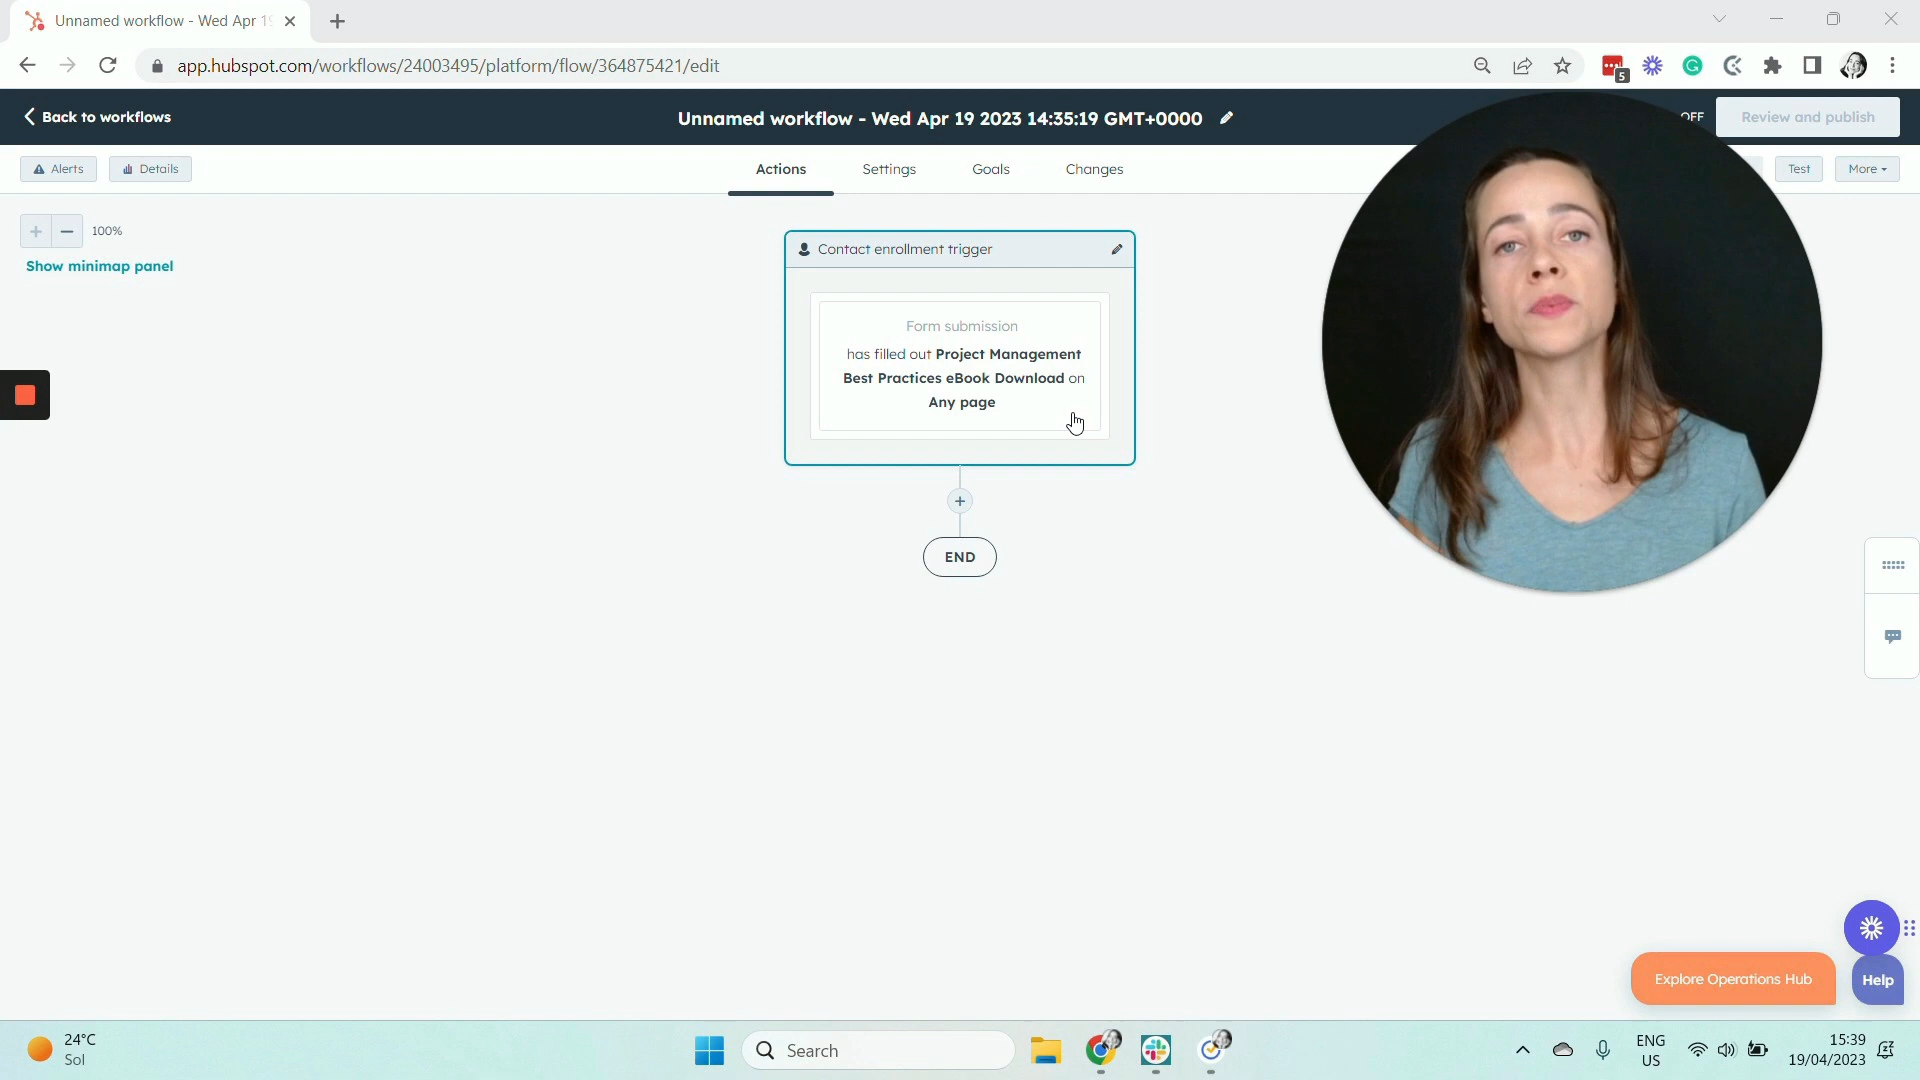 Unnamed workflow - Wed Apr 19
app.hubspot.com/workflows/24003495/platform/flow/364875421/edit
5
Back to workflows
Unnamed workflow - Wed Apr 19 2023 14:35:19 GMT+0000
OFF
Review and publish
Alerts
Details
Actions
Settings
Goals
Changes
Test
More
100%
Show minimap panel
Contact enrollment trigger
Form submission
has filled out Project Management
Best Practices eBook Download on
Any page
END
Explore Operations Hub
Help
24°C
Sol
Search
ENG
US
15:39
19/04/2023